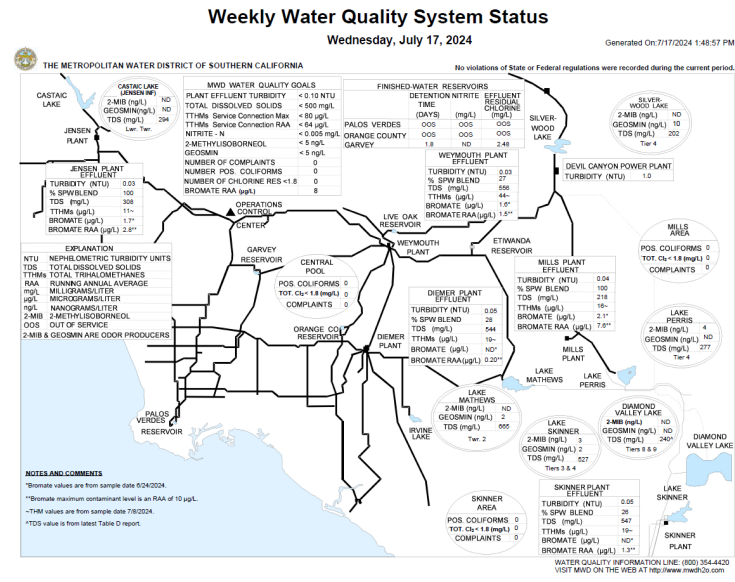 Weekly Water Quality System Status
Wednesday, July 17, 2024
Generated On:7/17/2024 1:48:57 PM
THE METROPOLITAN WATER DISTRICT OF SOUTHERN CALIFORNIA
No violations of State or Federal regulations were recorded during the current period.
CASTAIC
LAKE
CASTAIC LAKE
(JENSEN INF)
2-MIB (ng/L) ND
GEOSMIN(ng/L) ND
TDS (mg/L) 294
Lwr. Twr.
MWD WATER QUALITY GOALS
PLANT EFFLUENT TURBIDITY < 0.10 NTU
TOTAL DISSOLVED SOLIDS < 500 mg/L
TTHMs Service Connection Max < 80 µg/L
TTHMs Service Connection RAA < 64 µg/L
NITRITE - N < 0.005 mg/L
2-METHYLISOBORNEOL < 5 ng/L
GEOSMIN < 5 ng/L
NUMBER OF COMPLAINTS 0
NUMBER POS. COLIFORMS 0
NUMBER OF CHLORINE RES <1.8 0
BROMATE RAA (µg/L) 8
FINISHED-WATER RESERVOIRS
DETENTION TIME (DAYS) NITRITE (mg/L) EFFLUENT RESIDUAL CHLORINE (mg/L)
PALOS VERDES OOS OOS OOS
ORANGE COUNTY OOS OOS OOS
GARVEY 1.8 ND 2.48
SILVER-
WOOD
LAKE
SILVER-
WOOD LAKE
2-MIB (ng/L) ND
GEOSMIN (ng/L) 10
TDS (mg/L) 202
Tier 4
JENSEN
PLANT
JENSEN PLANT
EFFLUENT
TURBIDITY (NTU) 0.03
% SPW BLEND 100
TDS (mg/L) 308
TTHMs (µg/L) 11~
BROMATE (µg/L) 1.7*
BROMATE RAA (µg/L) 2.8**
WEYMOUTH PLANT
EFFLUENT
TURBIDITY (NTU) 0.03
% SPW BLEND 27
TDS (mg/L) 556
TTHMs (µg/L) 44~
BROMATE (µg/L) 1.6*
BROMATE RAA (µg/L) 1.5**
DEVIL CANYON POWER PLANT
TURBIDITY (NTU) 1.0
OPERATIONS
CONTROL
CENTER
LIVE OAK
RESERVOIR
WEYMOUTH
PLANT
ETIWANDA
RESERVOIR
MILLS
AREA
POS. COLIFORMS 0
TOT. Cl₂ < 1.8 (mg/L) 0
COMPLAINTS 0
EXPLANATION
NTU NEPHELOMETRIC TURBIDITY UNITS
TDS TOTAL DISSOLVED SOLIDS
TTHMs TOTAL TRIHALOMETHANES
RAA RUNNING ANNUAL AVERAGE
mg/L MILLIGRAMS/LITER
µg/L MICROGRAMS/LITER
ng/L NANOGRAMS/LITER
2-MIB 2-METHYLISOBORNEOL
OOS OUT OF SERVICE
2-MIB & GEOSMIN ARE ODOR PRODUCERS
GARVEY
RESERVOIR
CENTRAL
POOL
POS. COLIFORMS 0
TOT. Cl₂ < 1.8 (mg/L) 0
COMPLAINTS 0
MILLS PLANT
EFFLUENT
TURBIDITY (NTU) 0.04
% SPW BLEND 100
TDS (mg/L) 218
TTHMs (µg/L) 16~
BROMATE (µg/L) 2.1*
BROMATE RAA (µg/L) 7.6**
DIEMER PLANT
EFFLUENT
TURBIDITY (NTU) 0.05
% SPW BLEND 28
TDS (mg/L) 544
TTHMs (µg/L) 19~
BROMATE (µg/L) ND*
BROMATE RAA(µg/L) 0.20**
LAKE
PERRIS
2-MIB (ng/L) 4
GEOSMIN (ng/L) ND
TDS (mg/L) 277
Tier 4
ORANGE CO.
RESERVOIR
DIEMER
PLANT
MILLS
PLANT
LAKE
MATHEWS
LAKE
PERRIS
LAKE
MATHEWS
2-MIB (ng/L) ND
GEOSMIN (ng/L) 2
TDS (mg/L) 665
Twr. 2
DIAMOND
VALLEY LAKE
2-MIB (ng/L) ND
GEOSMIN (ng/L) ND
TDS (mg/L) 240^
Tiers 8 & 9
PALOS
VERDES
RESERVOIR
IRVINE
LAKE
LAKE
SKINNER
2-MIB (ng/L) 3
GEOSMIN (ng/L) 2
TDS (mg/L) 627
Tiers 3 & 4
DIAMOND
VALLEY LAKE
NOTES AND COMMENTS
*Bromate values are from sample date 6/24/2024.
**Bromate maximum contaminant level is an RAA of 10 µg/L.
~THM values are from sample date 7/8/2024.
^TDS value is from latest Table D report.
SKINNER
AREA
POS. COLIFORMS 0
TOT. Cl₂ < 1.8 (mg/L) 0
COMPLAINTS 0
SKINNER PLANT
EFFLUENT
TURBIDITY (NTU) 0.05
% SPW BLEND 26
TDS (mg/L) 547
TTHMs (µg/L) 19~
BROMATE (µg/L) ND*
BROMATE RAA (µg/L) 1.3**
LAKE
SKINNER
SKINNER
PLANT
WATER QUALITY INFORMATION LINE: (800) 354-4420
VISIT MWD ON THE WEB AT http://www.mwdh2o.com